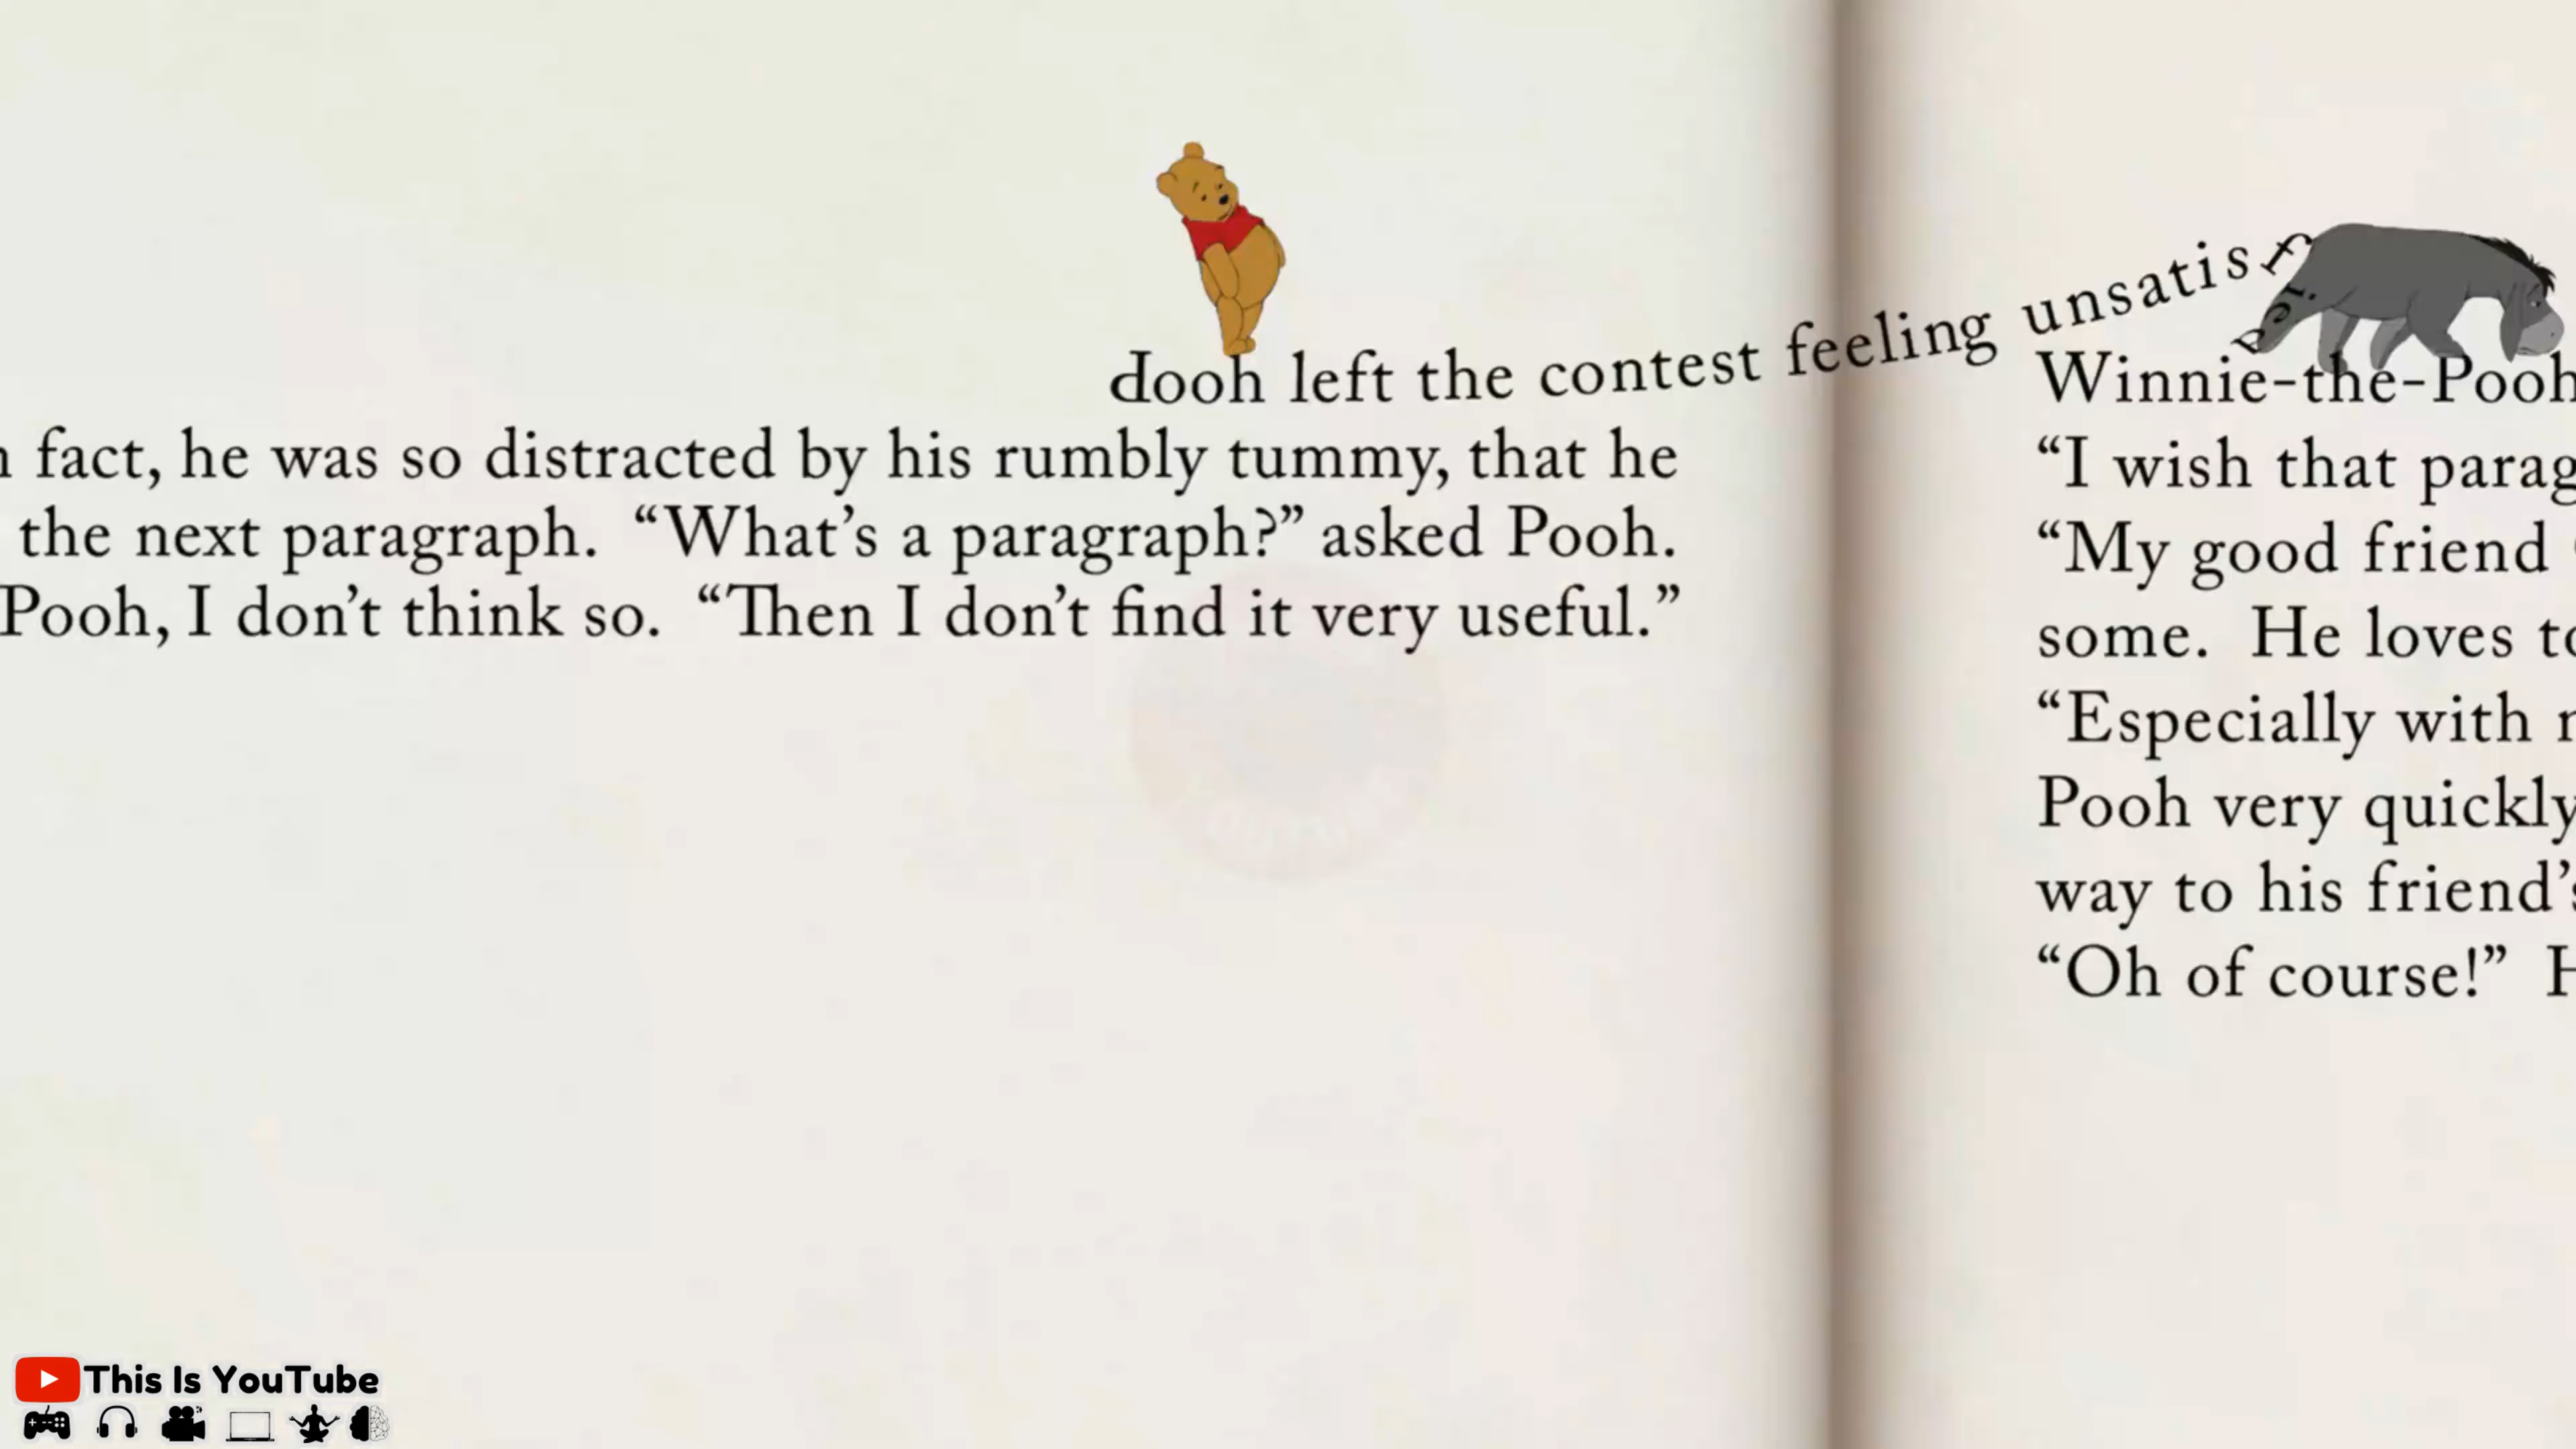 dooh left the contest feeling unsatisfied
fact, he was so distracted by his rumbly tummy, that he
the next paragraph. “What’s a paragraph?” asked Pooh.
Pooh, I don’t think so. “Then I don’t find it very useful.”
Winnie-the-Pooh
“I wish that parag
“My good friend
some. He loves to
“Especially with
Pooh very quickly
way to his friend’s
“Oh of course!” H
This Is YouTube